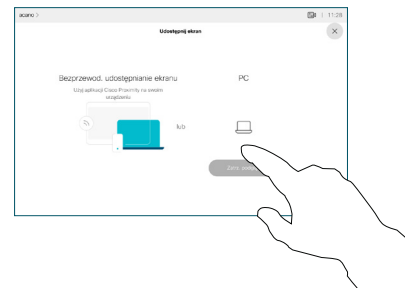 acano >
11:28
Udostępnij ekran
Bezprzewod. udostępnianie ekranu
Użyj aplikacji Cisco Proximity na swoim
urządzeniu
lub
PC